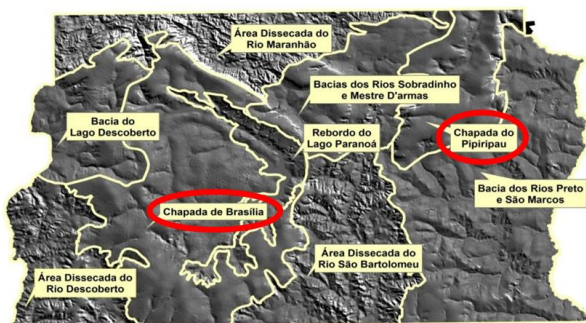 Área Dissecada do
Rio Maranhão
Bacias dos Rios Sobradinho
e Mestre D'armas
Bacia do
Lago Descoberto
Rebordo do
Lago Paranoá
Chapada do
Pipiripau
Bacia dos Rios Preto
e São Marcos
Chapada de Brasília
Área Dissecada do
Rio Descoberto
Área Dissecada do
Rio São Bartolomeu